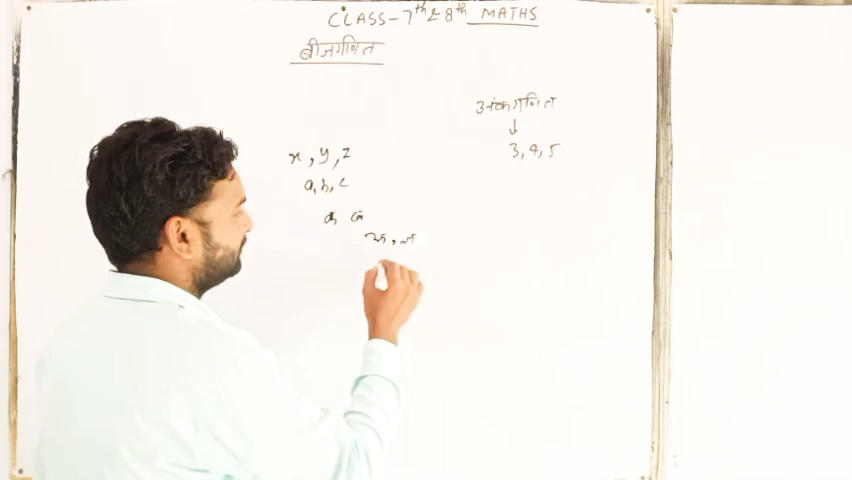 CLASS-7th & 8th MATHS
बीजगणित
अंकगणित
↓
3, 4, 5
x, y, z
a, b, c
क
अ, ब